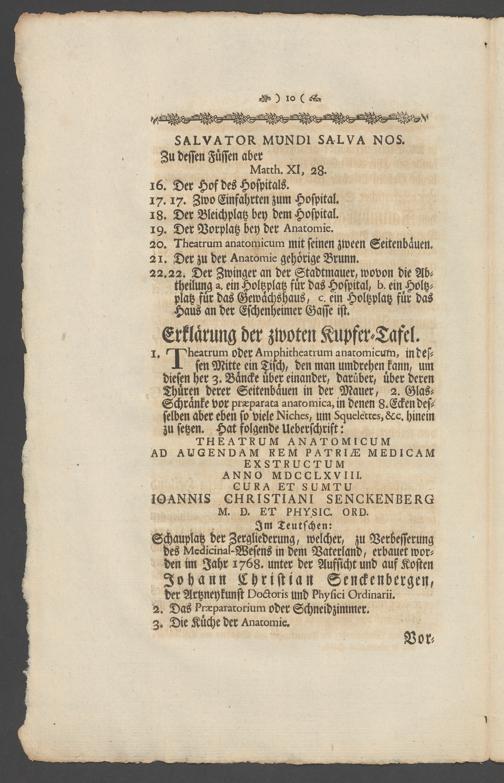 ) 10 (
SALVATOR MUNDI SALVA NOS.
Zu dessen Füssen aber
Matth. XI, 28.
16. Der Hof des Hospitals.
17. 17. Zwo Einfahrten zum Hospital.
18. Der Bleichplatz bey dem Hospital.
19. Der Vorplatz bey der Anatomie.
20. Theatrum anatomicum mit seinen zween Seitenbäuen.
21. Der zu der Anatomie gehörige Brunn.
22.22. Der Zwinger an der Stadtmauer, wovon die Ab-
theilung a. ein Holtzplatz für das Hospital, b. ein Holtz-
platz für das Gewächshaus, c. ein Holtzplatz für das
Haus an der Eschenheimer Gasse ist.
Erklärung der zwoten Kupfer-Tafel.
1. Theatrum oder Amphitheatrum anatomicum, in des-
sen Mitte ein Tisch, den man umdrehen kann, um
diesen her 3. Bäncke über einander, darüber, über deren
Thüren derer Seitenbäuen in der Mauer, 2. Glas-
Schränke vor præparata anatomica, in denen 8. Ecken des-
selben aber eben so viele Niches, um Squelettes, &c. hinein
zu setzen. Hat folgende Ueberschrift:
THEATRUM ANATOMICUM
AD AUGENDAM REM PATRIÆ MEDICAM
EXSTRUCTUM
ANNO MDCCLXVIII.
CURA ET SUMTU
IOANNIS CHRISTIANI SENCKENBERG
M. D. ET PHYSIC. ORD.
Im Teutschen:
Schauplatz der Zergliederung, welcher, zu Verbesserung
des Medicinal-Wesens in dem Vaterland, erbauet wor-
den im Jahr 1768. unter der Aufsicht und auf Kosten
Johann Christian Senckenbergen,
der Artzneykunst Doctoris und Physici Ordinarii.
2. Das Præparatorium oder Schneidzimmer.
3. Die Küche der Anatomie.
Vor-